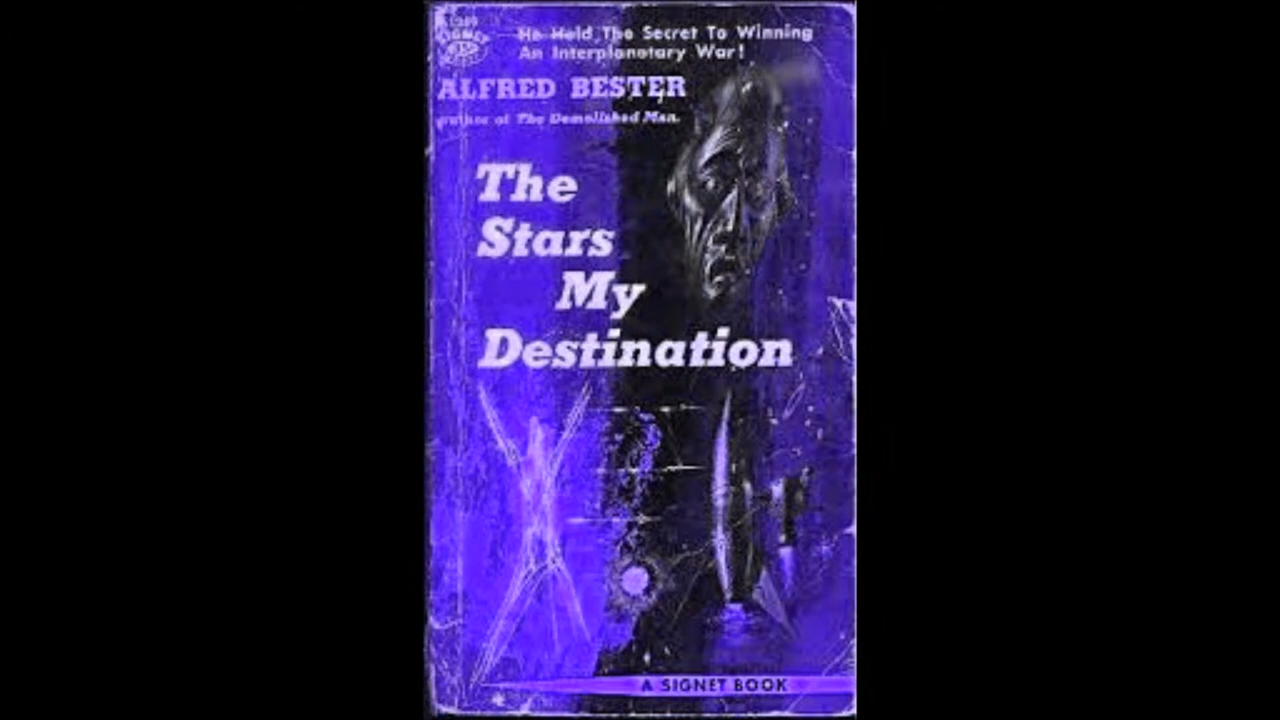 SIGNET
He Held The Secret To Winning
An Interplanetary War!
ALFRED BESTER
author of The Demolished Man.
The
Stars
My
Destination
A SIGNET BOOK